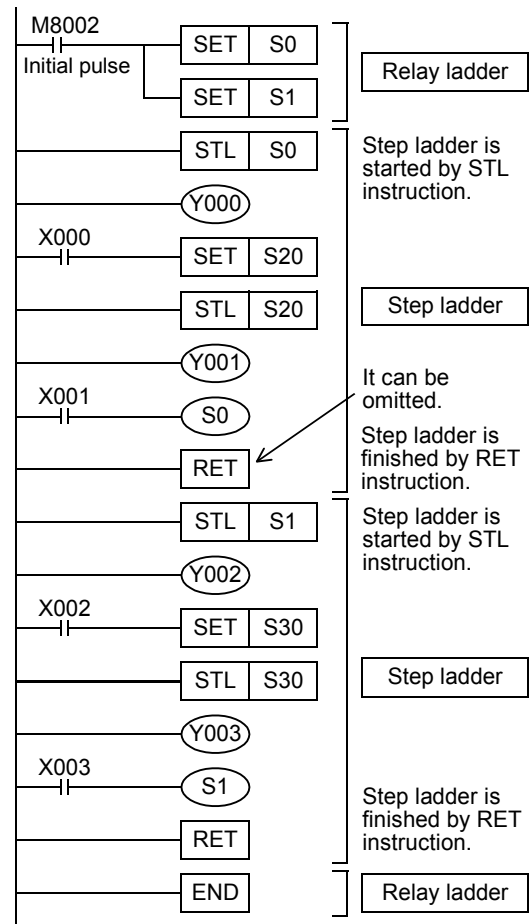 M8002
SET S0
Initial pulse
Relay ladder
SET S1
STL S0
Step ladder is
started by STL
instruction.
Y000
X000
SET S20
STL S20
Step ladder
Y001
It can be
omitted.
X001
S0
Step ladder is
finished by RET
instruction.
RET
STL S1
Step ladder is
started by STL
instruction.
Y002
X002
SET S30
STL S30
Step ladder
Y003
X003
S1
Step ladder is
finished by RET
instruction.
RET
END
Relay ladder